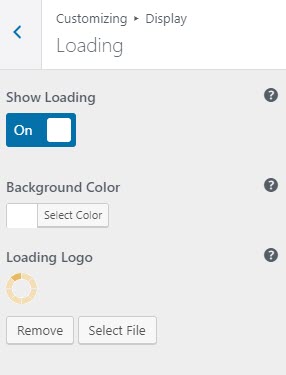 Customizing ▸ Display
Loading
Show Loading
On
Background Color
Select Color
Loading Logo
Remove
Select File